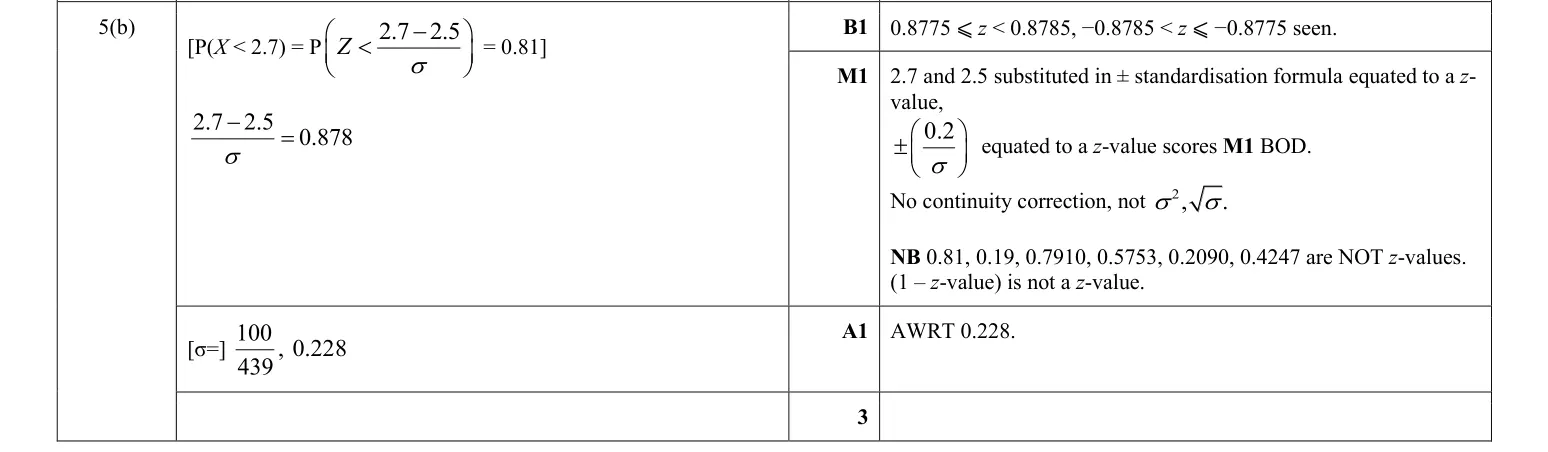 5(b)
[P(X < 2.7) = P(Z < (2.7 − 2.5)/σ) = 0.81]
(2.7 − 2.5)/σ = 0.878
B1 0.8775 ⩽ z < 0.8785, −0.8785 < z ⩽ −0.8775 seen.
M1 2.7 and 2.5 substituted in ± standardisation formula equated to a z-
value,
±(0.2/σ) equated to a z-value scores M1 BOD.
No continuity correction, not σ², √σ.
NB 0.81, 0.19, 0.7910, 0.5753, 0.2090, 0.4247 are NOT z-values.
(1 – z-value) is not a z-value.
[σ=] 100/439, 0.228
A1 AWRT 0.228.
3